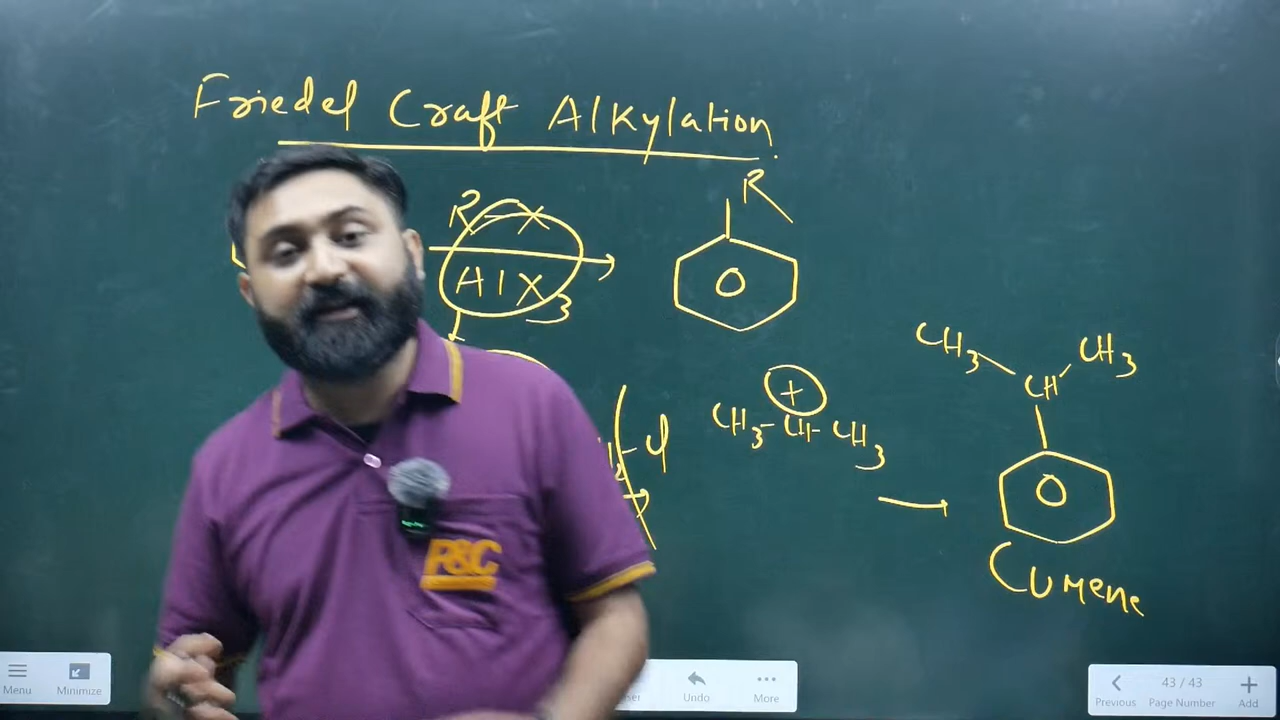 Friedel Craft Alkylation
R-X
AlX3
R
CH3 CH3
CH
CH3-CH-CH3
+
Cumene
P&C
Menu Minimize Undo More Previous 43 / 43 Page Number Add